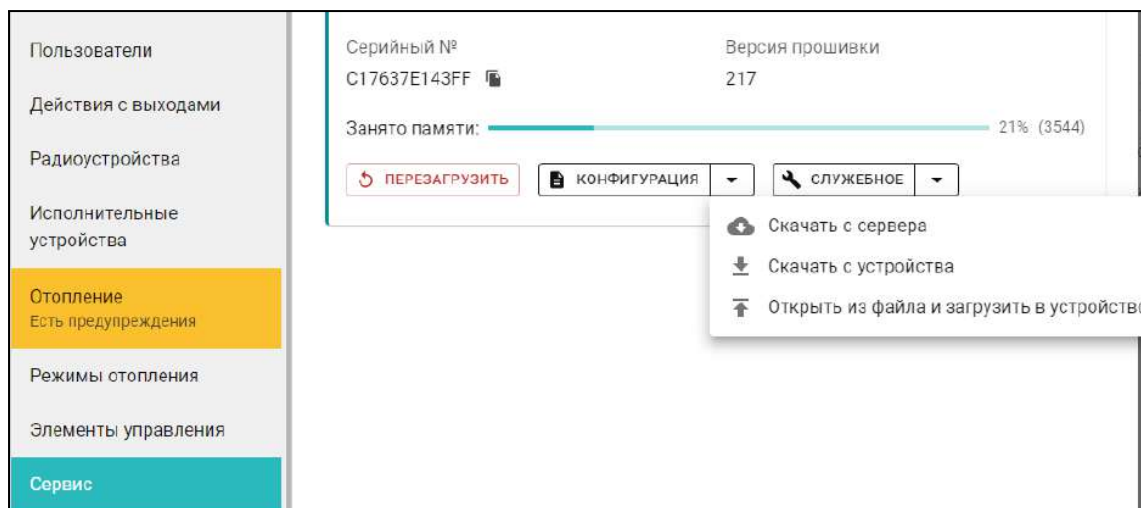 Пользователи
Действия с выходами
Радиоустройства
Исполнительные
устройства
Отопление
Есть предупреждения
Режимы отопления
Элементы управления
Сервис
Серийный №
Версия прошивки
C17637E143FF
217
Занято памяти:
21% (3544)
ПЕРЕЗАГРУЗИТЬ
КОНФИГУРАЦИЯ
СЛУЖЕБНОЕ
Скачать с сервера
Скачать с устройства
Открыть из файла и загрузить в устройство